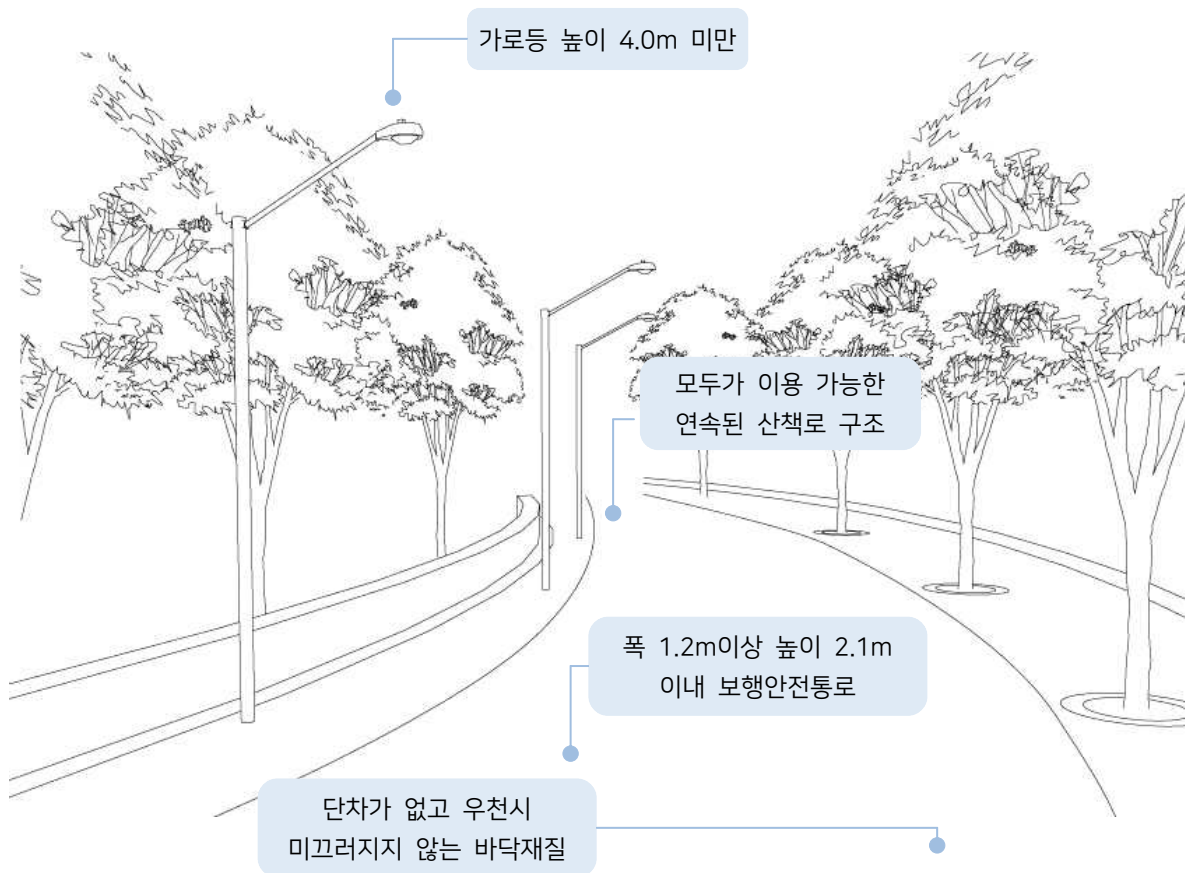 가로등 높이 4.0m 미만
모두가 이용 가능한
연속된 산책로 구조
폭 1.2m이상 높이 2.1m
이내 보행안전통로
단차가 없고 우천시
미끄러지지 않는 바닥재질